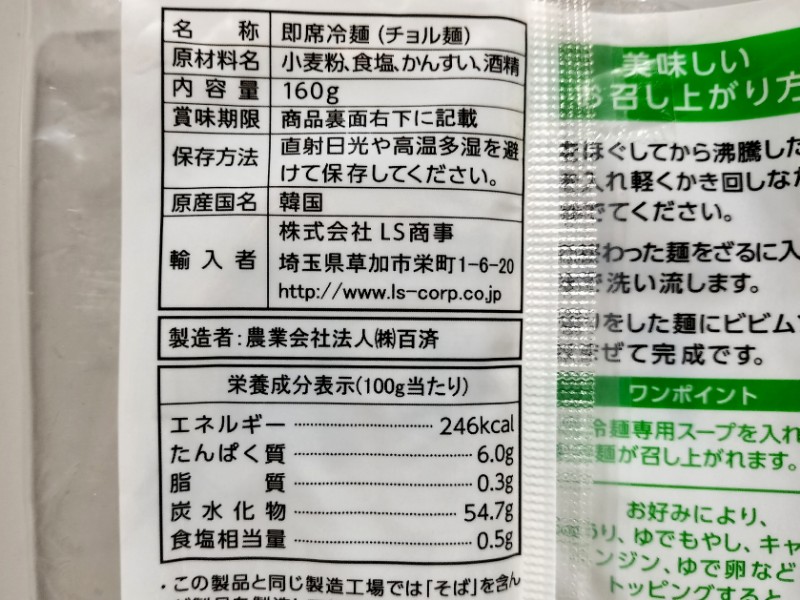 名称 即席冷麺(チョル麺)
原材料名 小麦粉、食塩、かんすい、酒精
内容量 160g
賞味期限 商品裏面右下に記載
保存方法 直射日光や高温多湿を避
けて保存してください。
原産国名 韓国
輸入者 株式会社 LS商事
埼玉県草加市栄町1-6-20
http://www.ls-corp.co.jp
製造者:農業会社法人㈱百済
栄養成分表示(100g当たり)
エネルギー 246kcal
たんぱく質 6.0g
脂質 0.3g
炭水化物 54.7g
食塩相当量 0.5g
・この製品と同じ製造工場では「そば」を含ん
美味しい
召し上がり方
ほぐしてから沸騰した
入れ軽くかき回しなが
でてください。
わった麺をざるに入
洗い流します。
をした麺にビビム
ぜて完成です。
ワンポイント
冷麺専用スープを入れ
麺が召し上がれます。
お好みにより、
うり、ゆでもやし、キャ
ンジン、ゆで卵など
トッピングすると